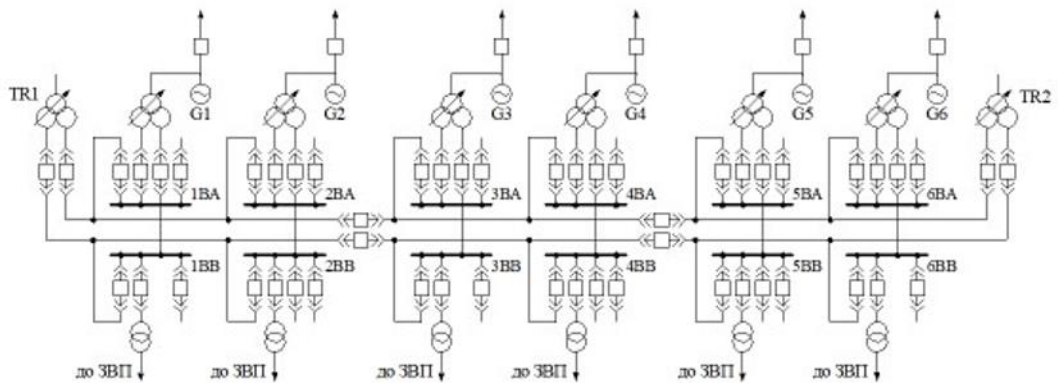 TR1 G1 G2 G3 G4 G5 G6 TR2
1BA 2BA 3BA 4BA 5BA 6BA
1BB 2BB 3BB 4BB 5BB 6BB
до ЗВП до ЗВП до ЗВП до ЗВП до ЗВП до ЗВП